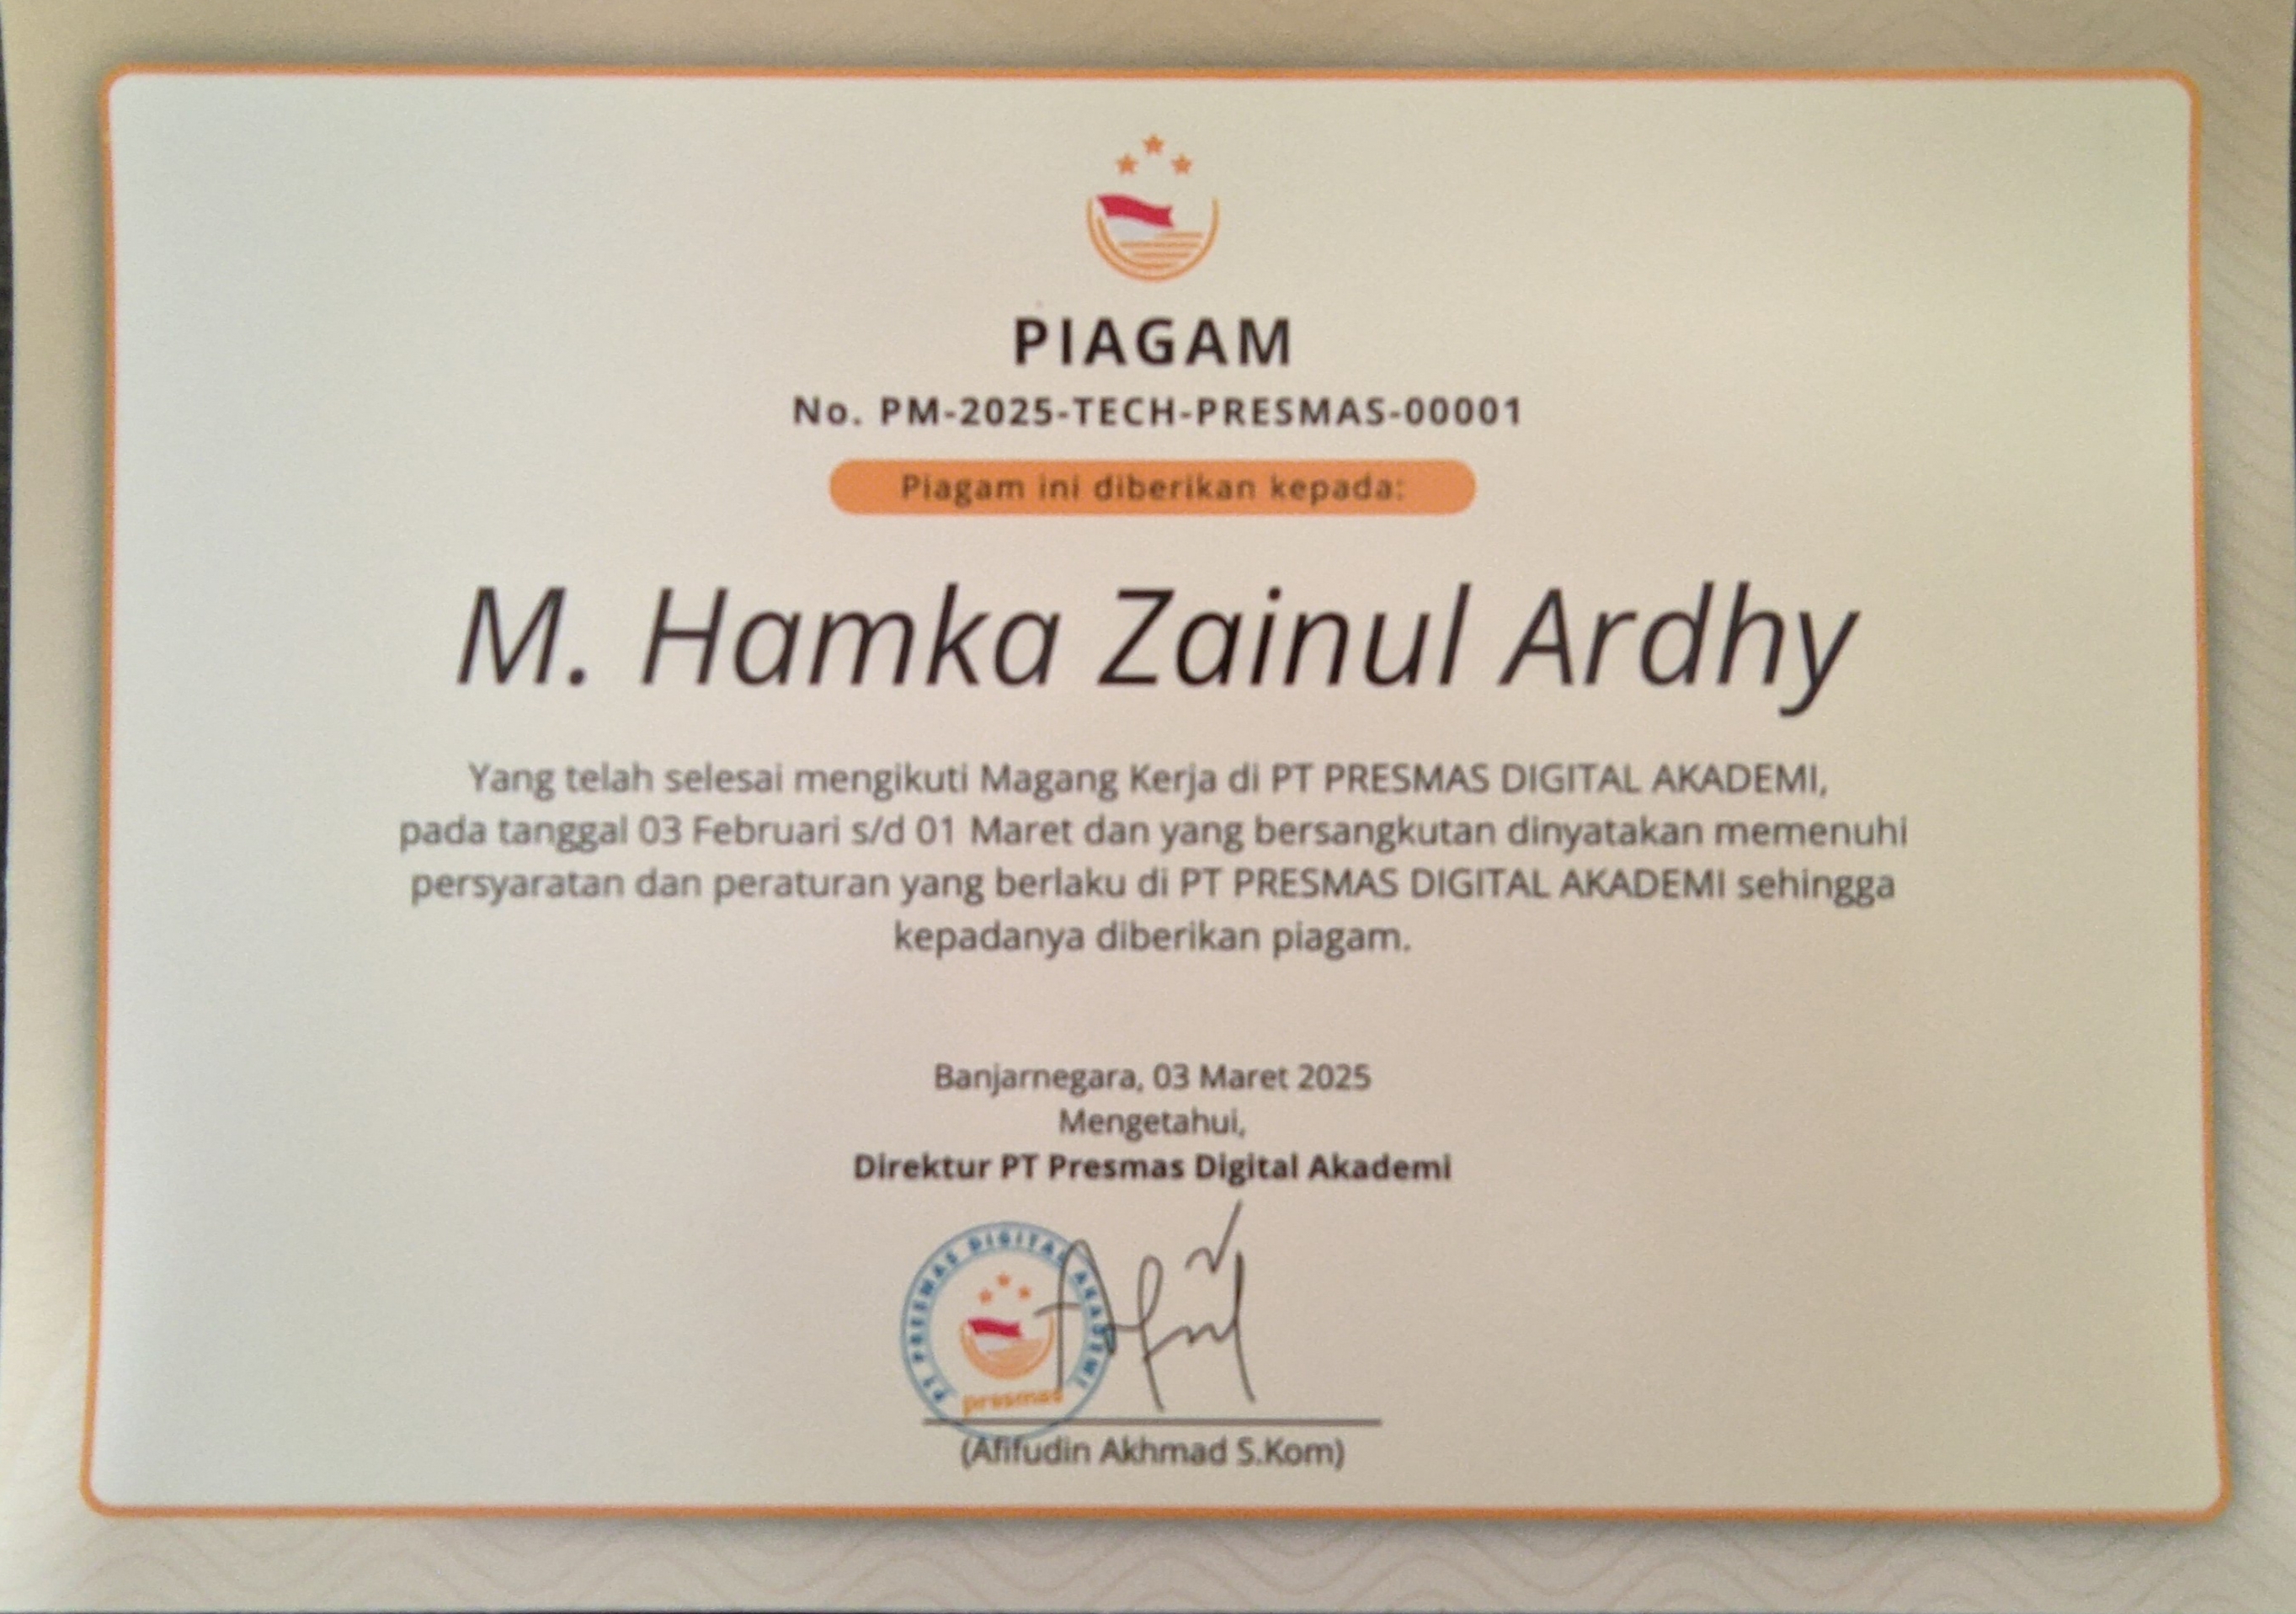 PIAGAM
No. PM-2025-TECH-PRESMAS-00001
Piagam ini diberikan kepada:
M. Hamka Zainul Ardhy
Yang telah selesai mengikuti Magang Kerja di PT PRESMAS DIGITAL AKADEMI,
pada tanggal 03 Februari s/d 01 Maret dan yang bersangkutan dinyatakan memenuhi
persyaratan dan peraturan yang berlaku di PT PRESMAS DIGITAL AKADEMI sehingga
kepadanya diberikan piagam.
Banjarnegara, 03 Maret 2025
Mengetahui,
Direktur PT Presmas Digital Akademi
PT PRESMAS DIGITAL AKADEMI
presmas
(Afifudin Akhmad S.Kom)